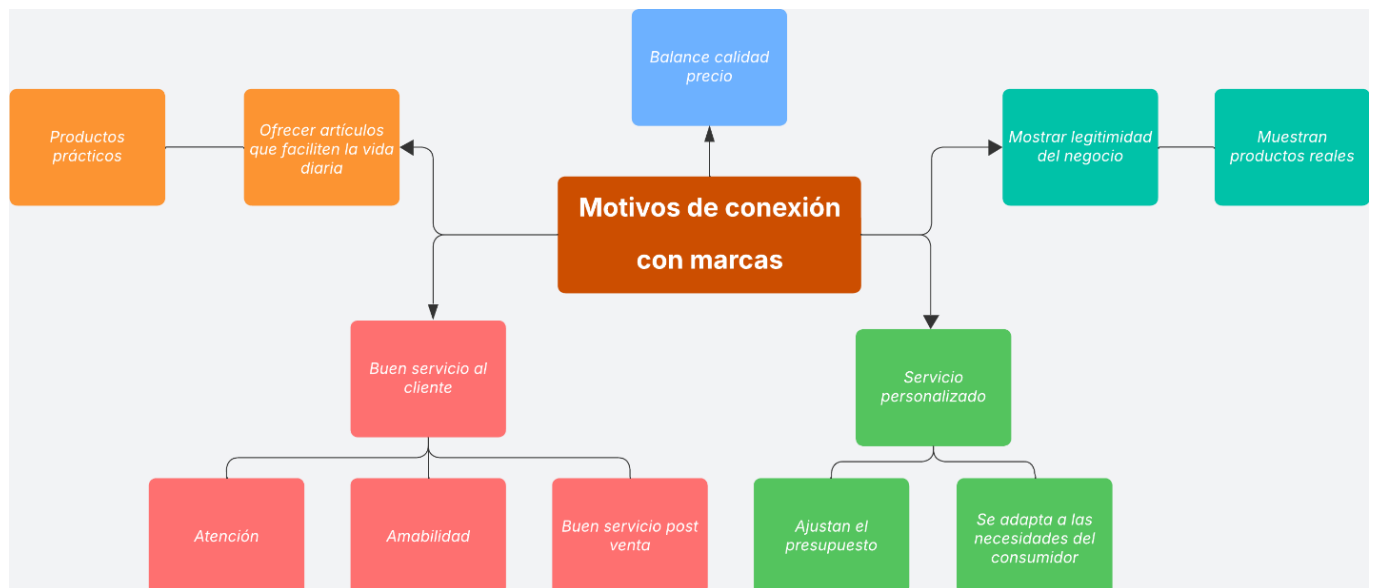 Balance calidad
precio
Productos
prácticos
Ofrecer artículos
que faciliten la vida
diaria
Mostrar legitimidad
del negocio
Muestran
productos reales
Motivos de conexión
con marcas
Buen servicio al
cliente
Servicio
personalizado
Atención
Amabilidad
Buen servicio post
venta
Ajustan el
presupuesto
Se adapta a las
necesidades del
consumidor